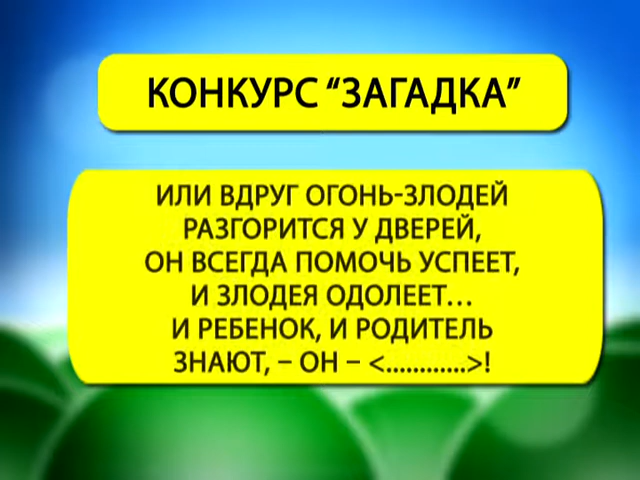 КОНКУРС “ЗАГАДКА”
ИЛИ ВДРУГ ОГОНЬ-ЗЛОДЕЙ
РАЗГОРИТСЯ У ДВЕРЕЙ,
ОН ВСЕГДА ПОМОЧЬ УСПЕЕТ,
И ЗЛОДЕЯ ОДОЛЕЕТ...
И РЕБЕНОК, И РОДИТЕЛЬ
ЗНАЮТ, – ОН – <............>!